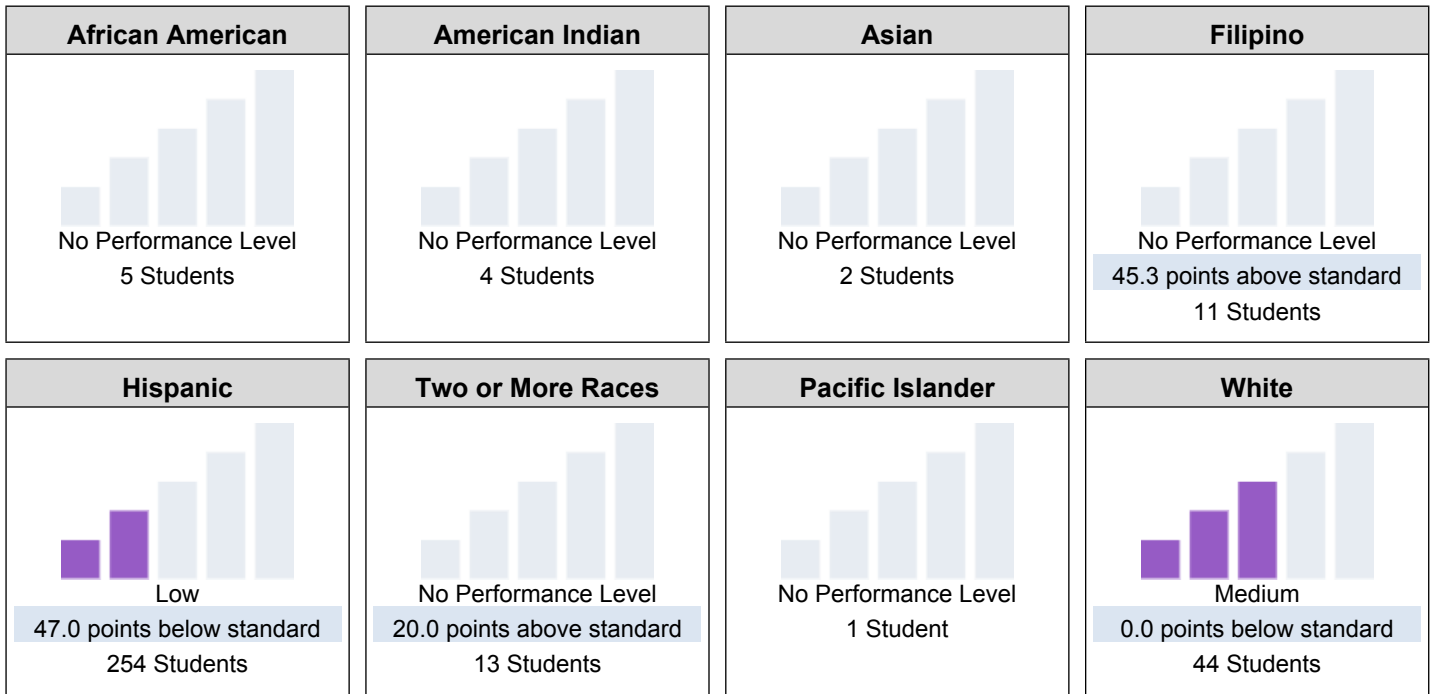 African American
No Performance Level
5 Students
American Indian
No Performance Level
4 Students
Asian
No Performance Level
2 Students
Filipino
No Performance Level
45.3 points above standard
11 Students
Hispanic
Low
47.0 points below standard
254 Students
Two or More Races
No Performance Level
20.0 points above standard
13 Students
Pacific Islander
No Performance Level
1 Student
White
Medium
0.0 points below standard
44 Students